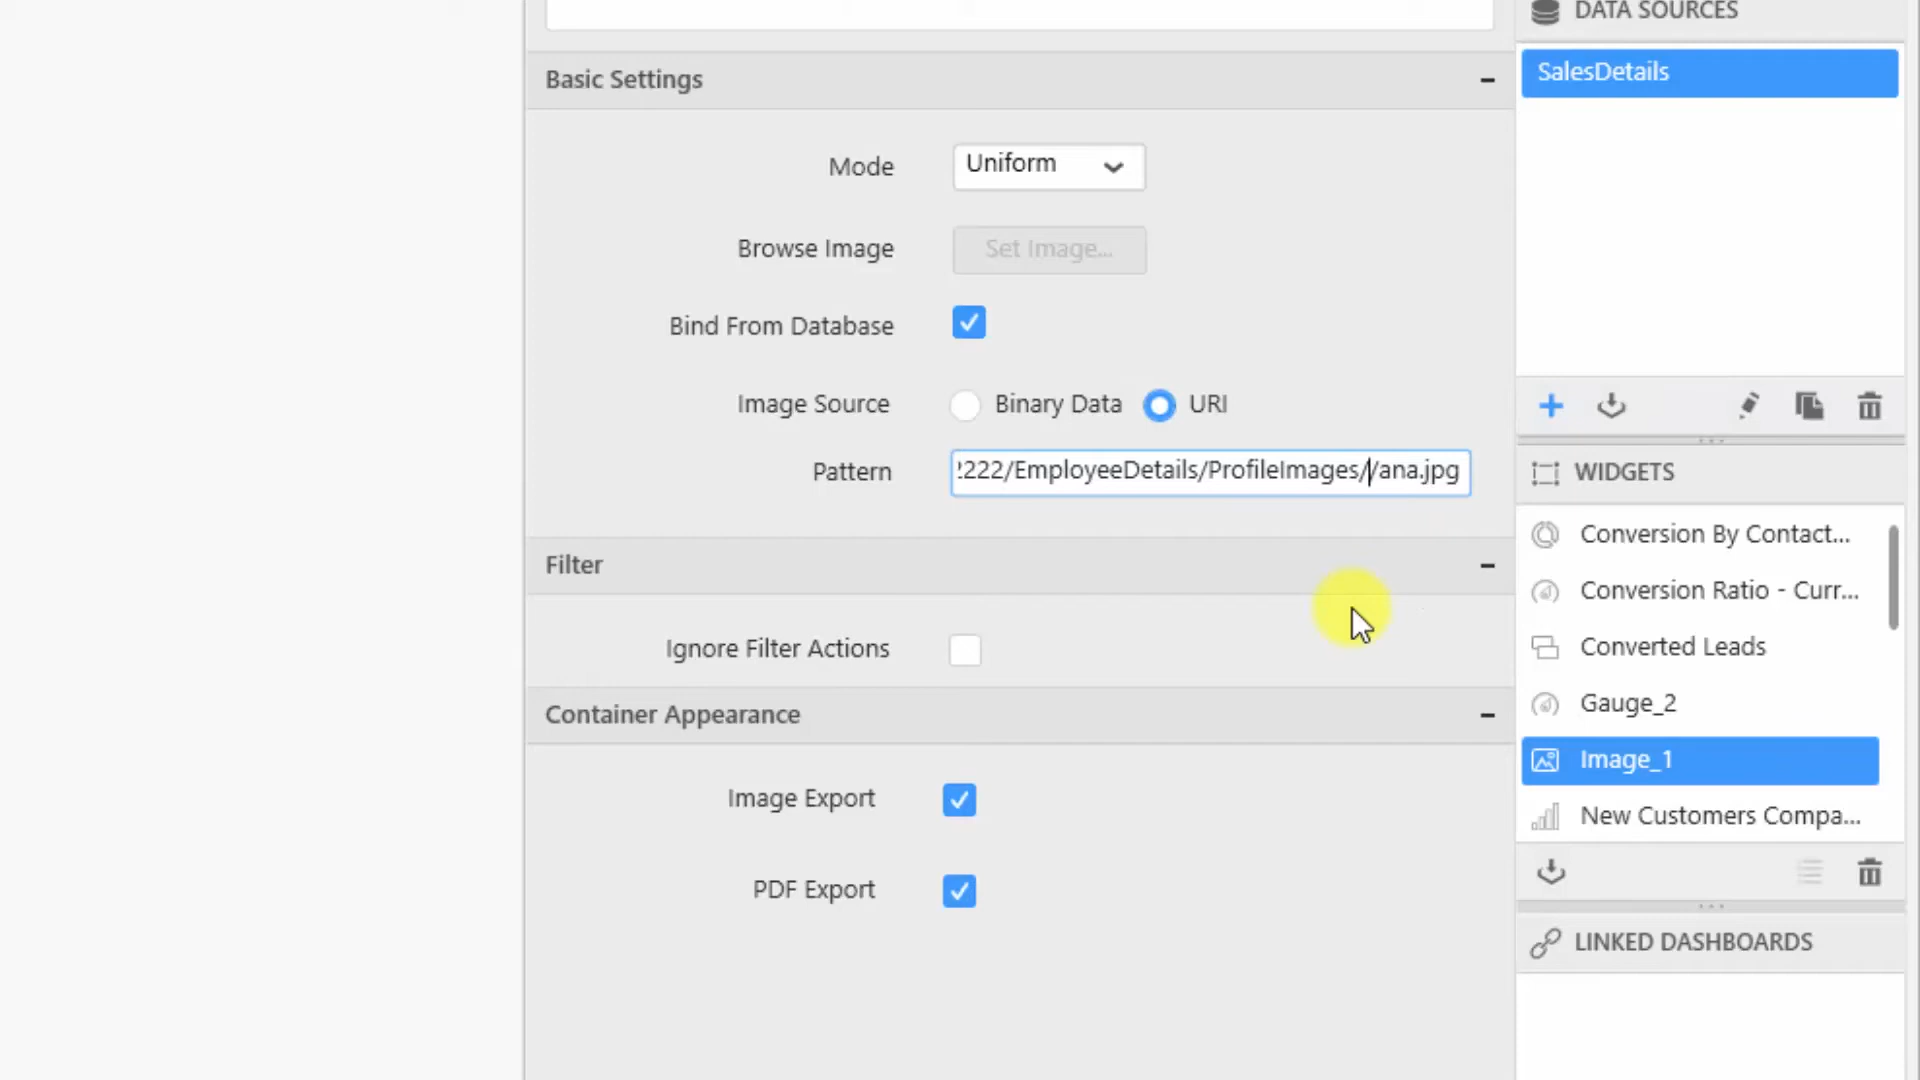 DATA SOURCES
SalesDetails
Basic Settings
Mode
Uniform
Browse Image
Set Image...
Bind From Database
Image Source
Binary Data
URI
Pattern
2222/EmployeeDetails/ProfileImages//ana.jpg
Filter
Ignore Filter Actions
Container Appearance
Image Export
PDF Export
WIDGETS
Conversion By Contact...
Conversion Ratio - Curr...
Converted Leads
Gauge_2
Image_1
New Customers Compa...
LINKED DASHBOARDS